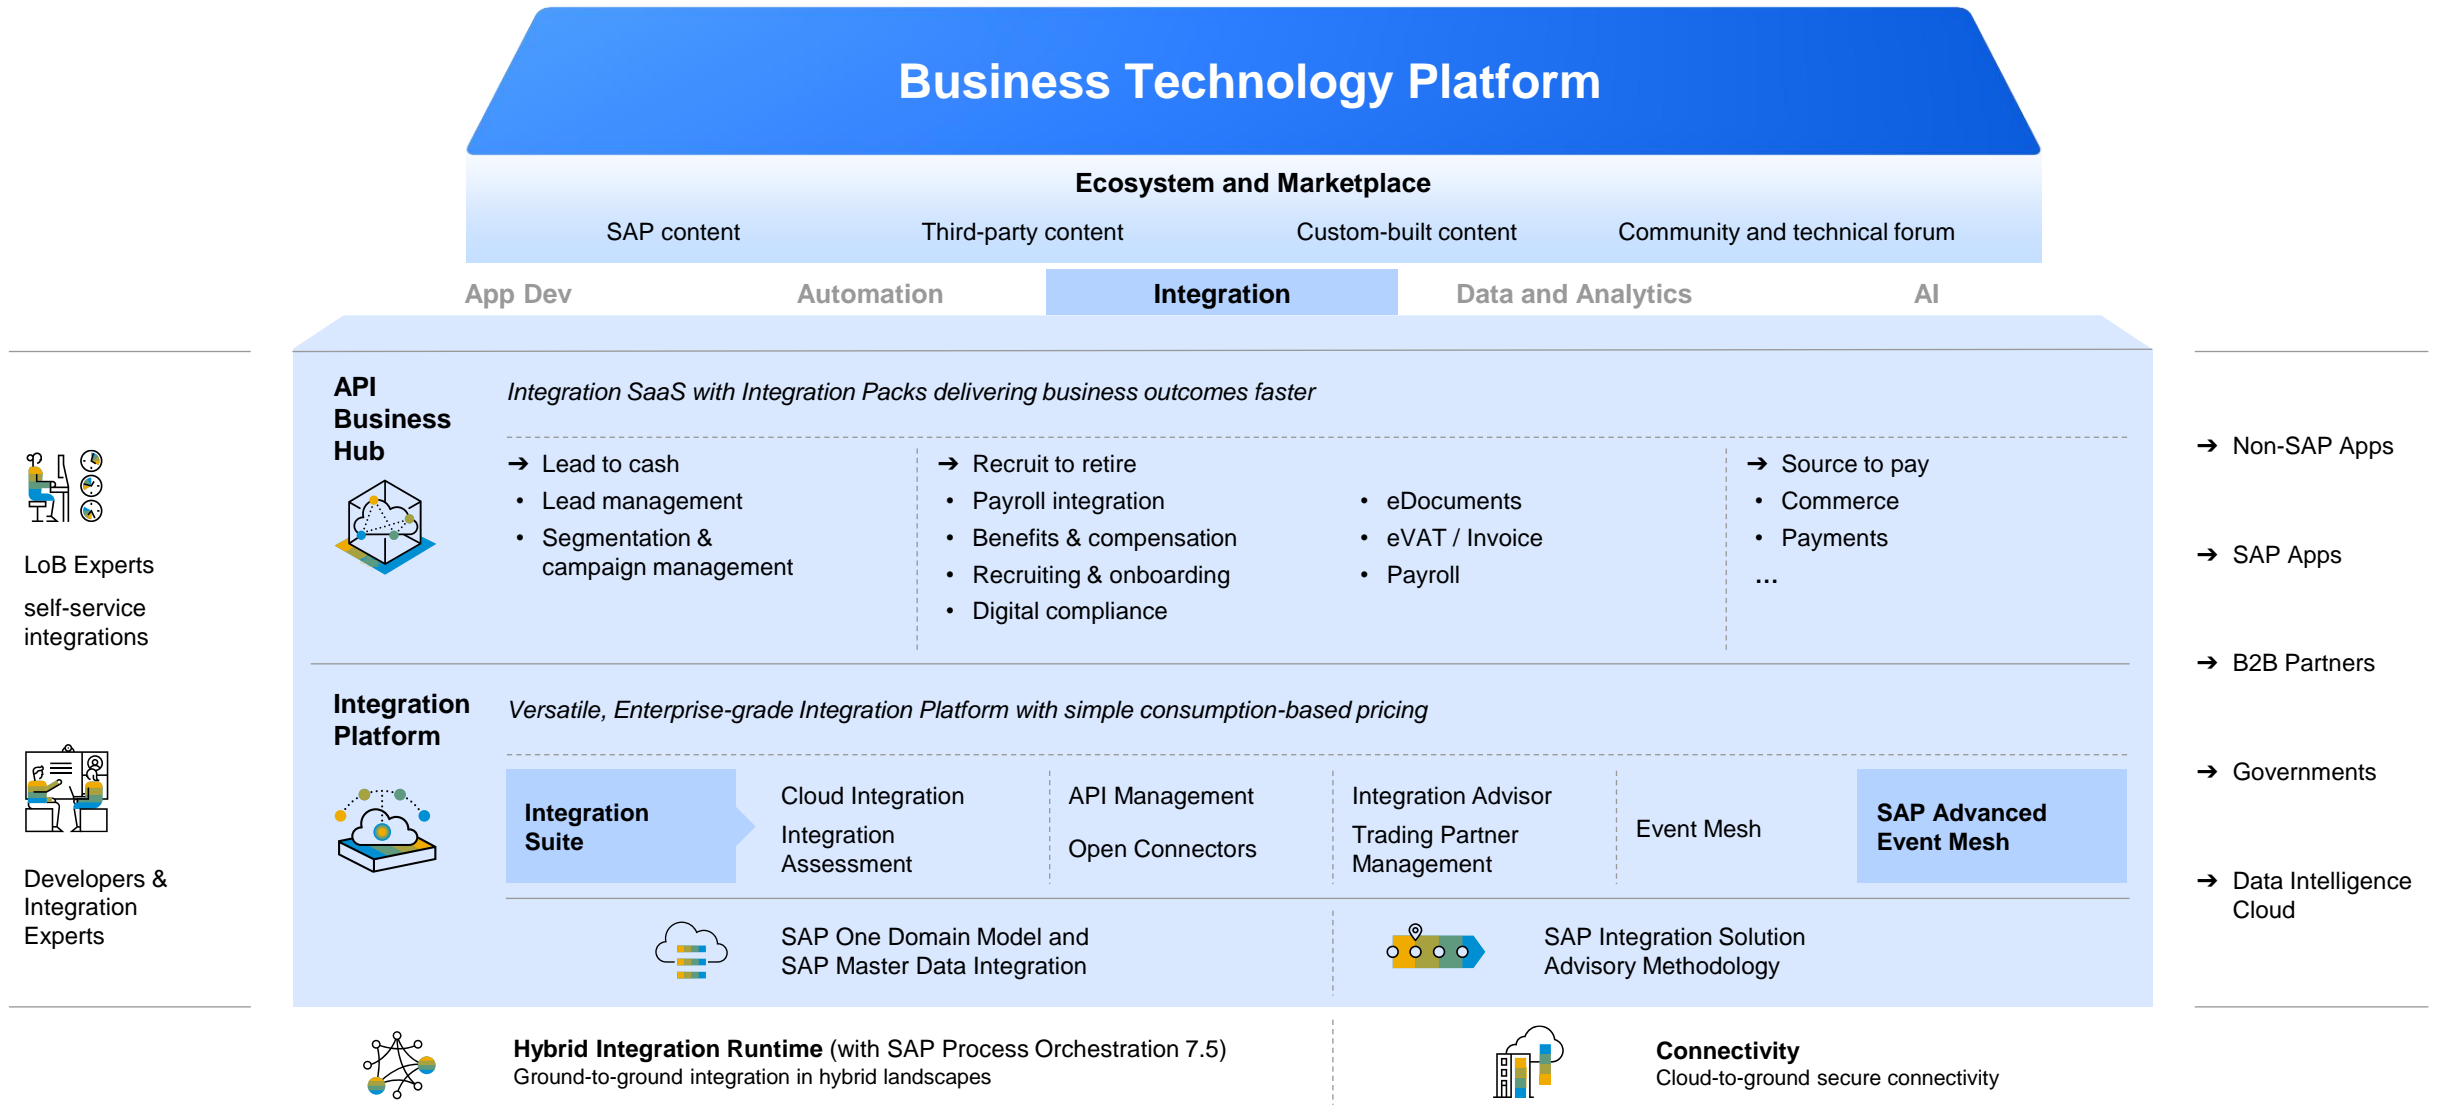 Business Technology Platform
Ecosystem and Marketplace
SAP content
Third-party content
Custom-built content
Community and technical forum
App Dev
Automation
Integration
Data and Analytics
AI
LoB Experts
self-service
integrations
Developers &
Integration
Experts
API
Business
Hub
Integration SaaS with Integration Packs delivering business outcomes faster
➔ Lead to cash
• Lead management
• Segmentation &
campaign management
➔ Recruit to retire
• Payroll integration
• Benefits & compensation
• Recruiting & onboarding
• Digital compliance
• eDocuments
• eVAT / Invoice
• Payroll
➔ Source to pay
• Commerce
• Payments
...
Integration
Platform
Versatile, Enterprise-grade Integration Platform with simple consumption-based pricing
Integration
Suite
Cloud Integration
Integration
Assessment
API Management
Open Connectors
Integration Advisor
Trading Partner
Management
Event Mesh
SAP Advanced
Event Mesh
SAP One Domain Model and
SAP Master Data Integration
SAP Integration Solution
Advisory Methodology
➔ Non-SAP Apps
➔ SAP Apps
➔ B2B Partners
➔ Governments
➔ Data Intelligence
Cloud
Hybrid Integration Runtime (with SAP Process Orchestration 7.5)
Ground-to-ground integration in hybrid landscapes
Connectivity
Cloud-to-ground secure connectivity